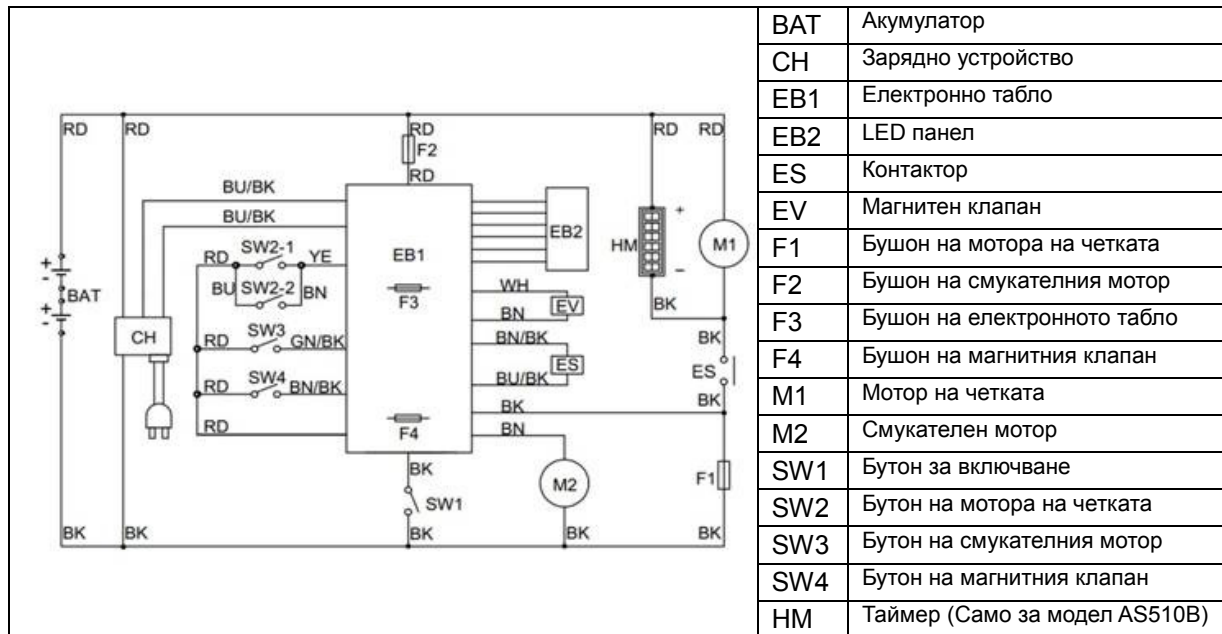 RD RD RD RD RD
F2
RD
BU/BK
BU/BK
SW2-1
RD YE
BU SW2-2 BN
EB1
EB2
HM + −
M1
+ -
+ -
BAT
F3
WH
EV
BN
BK
CH
SW3
RD GN/BK
BN/BK
ES
BU/BK
BK
ES
BK
SW4
RD BN/BK
BK
RD
F4
BN
BK
M2
F1
SW1
BK BK BK BK BK
BAT Акумулатор
CH Зарядно устройство
EB1 Електронно табло
EB2 LED панел
ES Контактор
EV Магнитен клапан
F1 Бушон на мотора на четката
F2 Бушон на смукателния мотор
F3 Бушон на електронното табло
F4 Бушон на магнитния клапан
M1 Мотор на четката
M2 Смукателен мотор
SW1 Бутон за включване
SW2 Бутон на мотора на четката
SW3 Бутон на смукателния мотор
SW4 Бутон на магнитния клапан
HM Таймер (Само за модел AS510B)